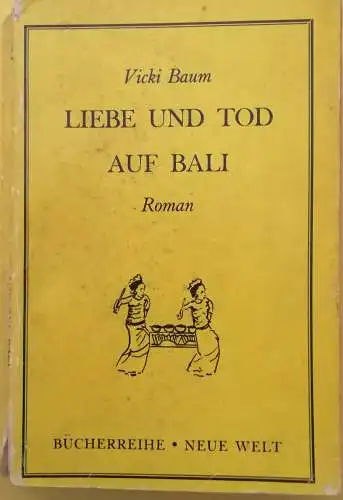 Vicki Baum
LIEBE UND TOD
AUF BALI
Roman
BÜCHERREIHE • NEUE WELT